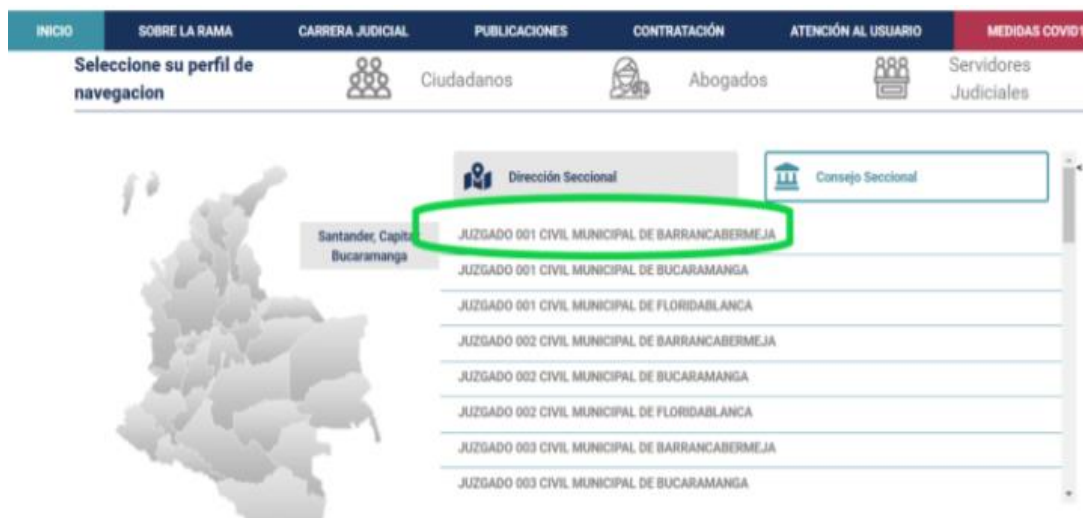 INICIO SOBRE LA RAMA CARRERA JUDICIAL PUBLICACIONES CONTRATACIÓN ATENCIÓN AL USUARIO MEDIDAS COVID1
Seleccione su perfil de
navegacion
Ciudadanos
Abogados
Servidores
Judiciales
Dirección Seccional
Consejo Seccional
Santander, Capital
Bucaramanga
JUZGADO 001 CIVIL MUNICIPAL DE BARRANCABERMEJA
JUZGADO 001 CIVIL MUNICIPAL DE BUCARAMANGA
JUZGADO 001 CIVIL MUNICIPAL DE FLORIDABLANCA
JUZGADO 002 CIVIL MUNICIPAL DE BARRANCABERMEJA
JUZGADO 002 CIVIL MUNICIPAL DE BUCARAMANGA
JUZGADO 002 CIVIL MUNICIPAL DE FLORIDABLANCA
JUZGADO 003 CIVIL MUNICIPAL DE BARRANCABERMEJA
JUZGADO 003 CIVIL MUNICIPAL DE BUCARAMANGA